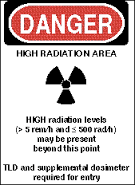 DANGER
HIGH RADIATION AREA
HIGH radiation levels
(> 5 rem/h and ≤ 500 rad/h)
may be present
beyond this point
TLD and supplemental dosimeter
required for entry